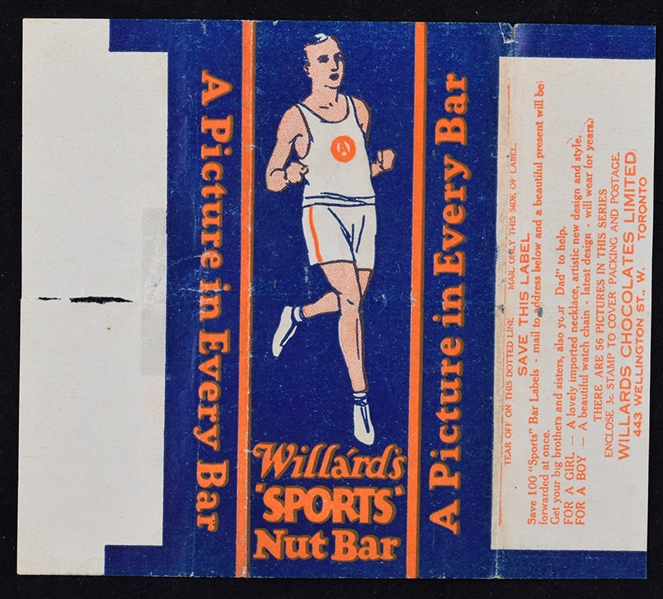 A Picture in Every Bar
A
Willard's
"SPORTS"
Nut Bar
A Picture in Every Bar
TEAR OFF ON THIS DOTTED LINE MAIL ONLY THIS SIDE OF LABEL
SAVE THIS LABEL
Save 100 "Sports" Bar Labels - mail to address below and a beautiful present will be
forwarded at once.
Get your big brothers and sisters, also your "Dad" to help.
FOR A GIRL — A lovely imported necklace, artistic new design and style.
FOR A BOY — A beautiful watch chain - latest design - will wear for years.
THERE ARE 56 PICTURES IN THIS SERIES
ENCLOSE 3c. STAMP TO COVER PACKING AND POSTAGE
WILLARDS CHOCOLATES LIMITED
443 WELLINGTON ST., W. TORONTO